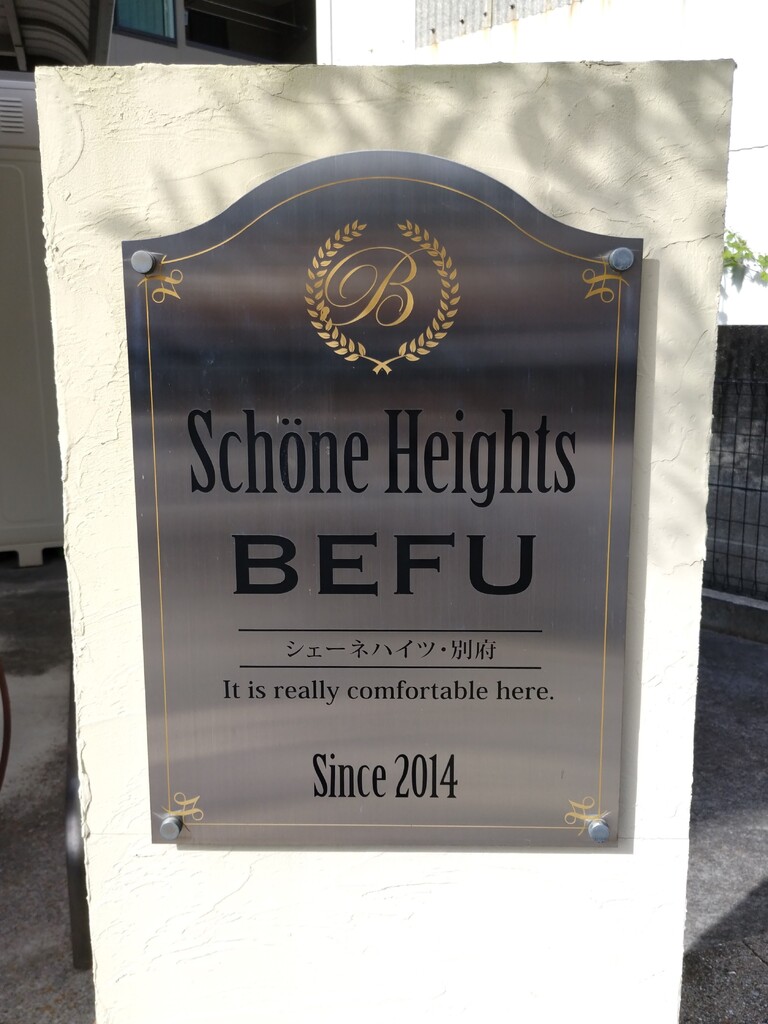 B
Schöne Heights
BEFU
シェーネハイツ・別府
It is really comfortable here.
Since 2014